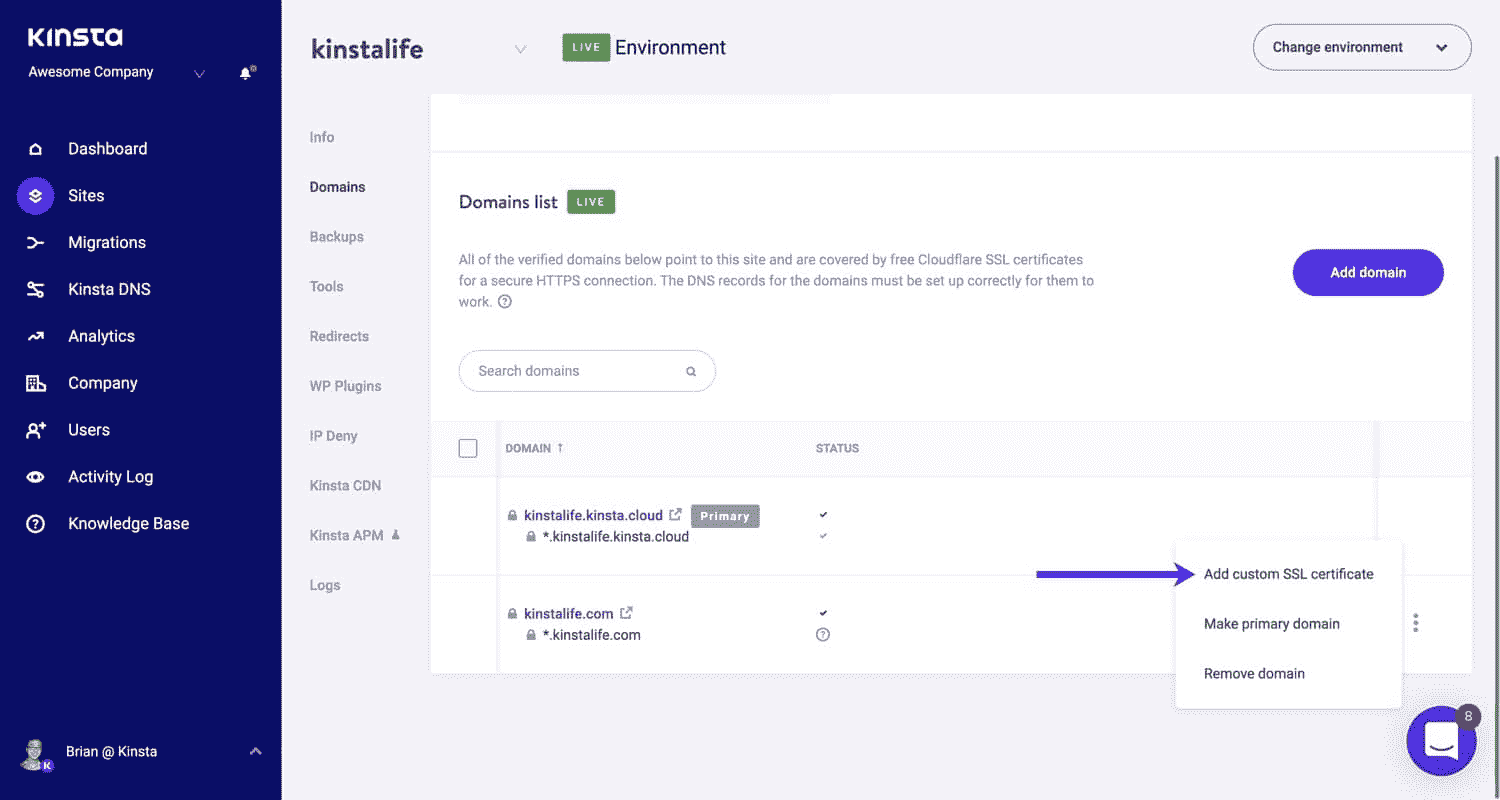 Kinsta
Awesome Company
Dashboard
Sites
Migrations
Kinsta DNS
Analytics
Company
Users
Activity Log
Knowledge Base
Brian @ Kinsta
K
kinstalife
LIVE Environment
Change environment
Info
Domains
Backups
Tools
Redirects
WP Plugins
IP Deny
Kinsta CDN
Kinsta APM
Logs
Domains list LIVE
All of the verified domains below point to this site and are covered by free Cloudflare SSL certificates
for a secure HTTPS connection. The DNS records for the domains must be set up correctly for them to
work. ?
Add domain
Search domains
DOMAIN ↑ STATUS
kinstalife.kinsta.cloud Primary
*.kinstalife.kinsta.cloud
kinstalife.com
*.kinstalife.com ?
Add custom SSL certificate
Make primary domain
Remove domain
8